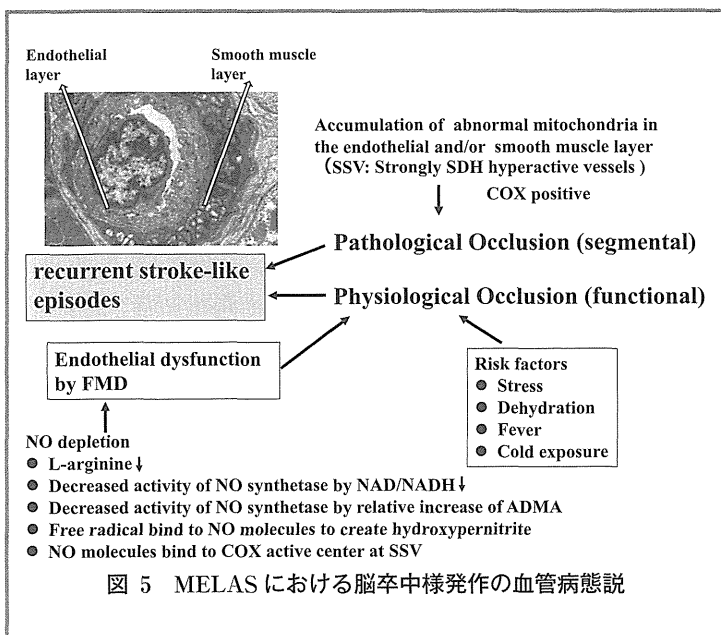 Endothelial
layer
Smooth muscle
layer
Accumulation of abnormal mitochondria in
the endothelial and/or smooth muscle layer
(SSV: Strongly SDH hyperactive vessels )
COX positive
Pathological Occlusion (segmental)
recurrent stroke-like
episodes
Physiological Occlusion (functional)
Endothelial dysfunction
by FMD
Risk factors
● Stress
● Dehydration
● Fever
● Cold exposure
NO depletion
● L-arginine↓
● Decreased activity of NO synthetase by NAD/NADH↓
● Decreased activity of NO synthetase by relative increase of ADMA
● Free radical bind to NO molecules to create hydroxypernitrite
● NO molecules bind to COX active center at SSV
図 5 MELAS における脳卒中様発作の血管病態説